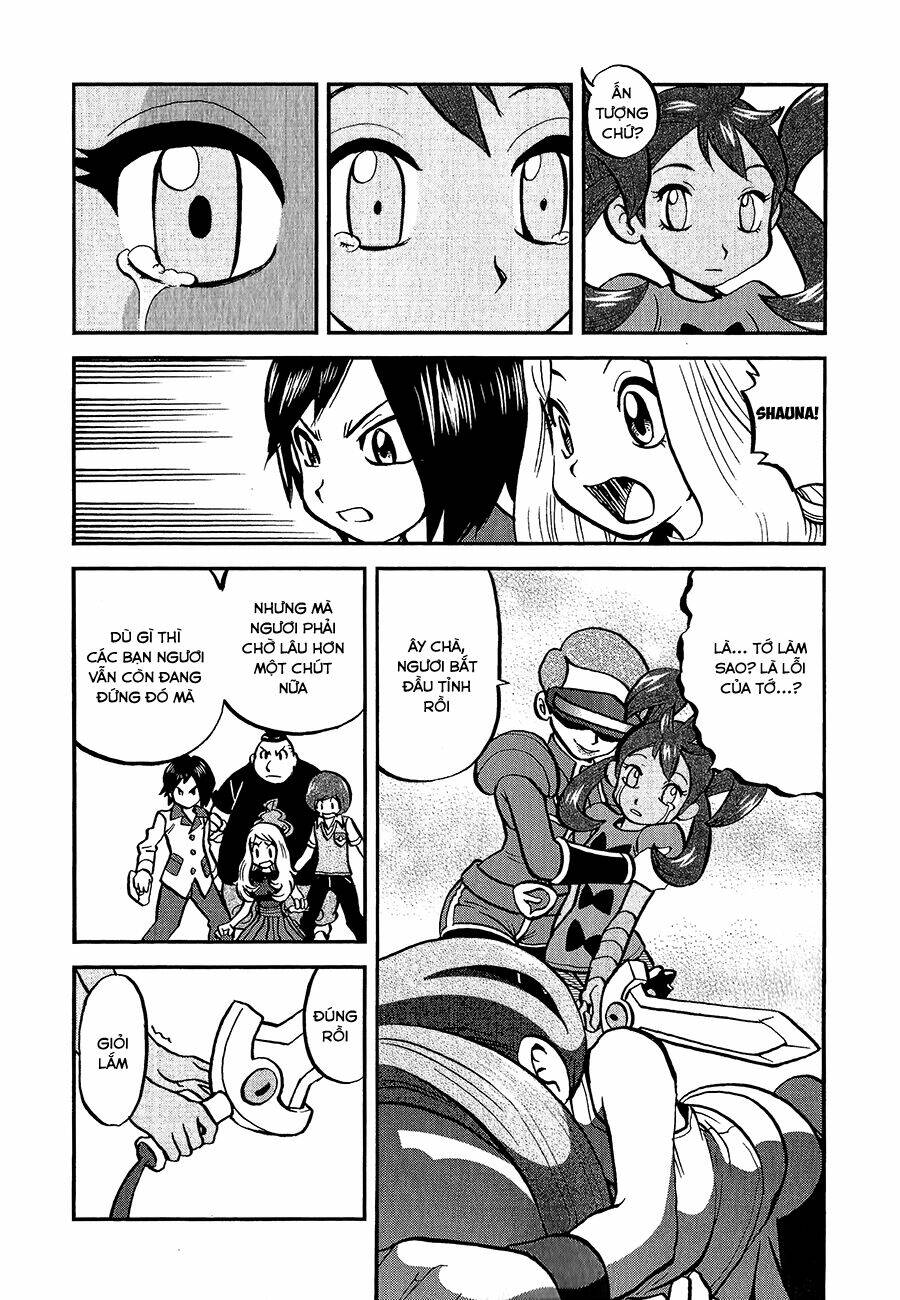 ẤN
TƯỢNG
CHỨ?
SHAUNA!
LÀ... TỚ LÀM
SAO? LÀ LỖI
CỦA TỚ...?
ÂY CHÀ,
NGƯƠI BẮT
ĐẦU TỈNH
RỒI
NHƯNG MÀ
NGƯƠI PHẢI
CHỜ LÂU HƠN
MỘT CHÚT
NỮA
DÙ GÌ THÌ
CÁC BẠN NGƯƠI
VẪN CÒN ĐANG
ĐỨNG ĐÓ MÀ
ĐÚNG
RỒI
GIỎI
LẮM